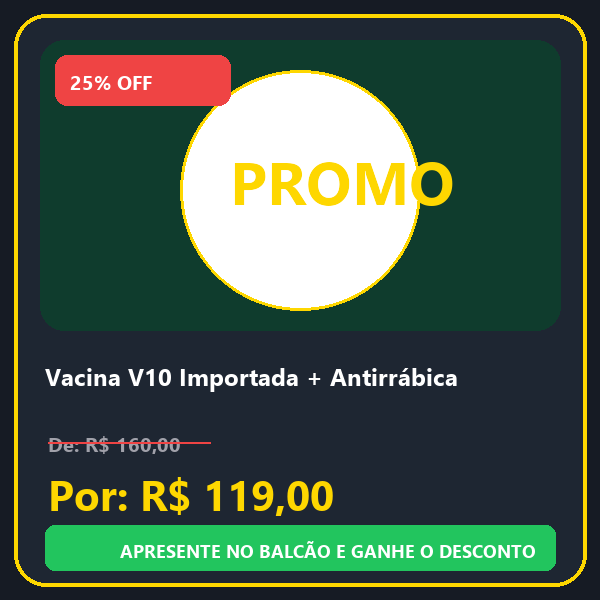 25% OFF
PROMO
Vacina V10 Importada + Antirrábica
De: R$ 160,00
Por: R$ 119,00
APRESENTE NO BALCÃO E GANHE O DESCONTO